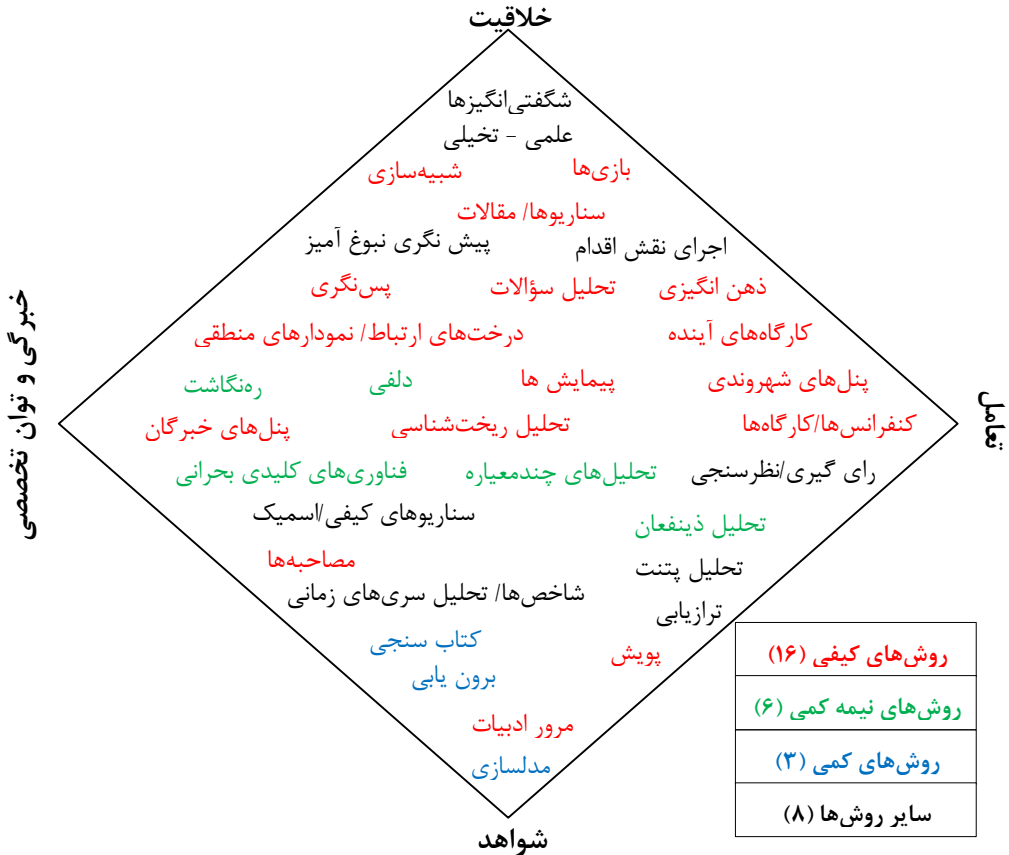 خلاقیت
شگفتی‌انگیزها
علمی - تخیلی
بازی‌ها
شبیه‌سازی
سناریوها/ مقالات
اجرای نقش اقدام
پیش نگری نبوغ آمیز
ذهن انگیزی
تحلیل سؤالات
پس‌نگری
کارگاه‌های آینده
درخت‌های ارتباط/ نمودارهای منطقی
پنل‌های شهروندی
پیمایش ها
دلفی
ره‌نگاشت
کنفرانس‌ها/کارگاه‌ها
تحلیل ریخت‌شناسی
پنل‌های خبرگان
رای گیری/نظرسنجی
تحلیل‌های چندمعیاره
فناوری‌های کلیدی بحرانی
سناریوهای کیفی/اسمیک
تحلیل ذینفعان
مصاحبه‌ها
تحلیل پتنت
شاخص‌ها/ تحلیل سری‌های زمانی
ترازیابی
کتاب سنجی
پویش
برون یابی
مرور ادبیات
مدلسازی
شواهد
تعامل
خبرگی و توان تخصصی
روش‌های کیفی (۱۶)
روش‌های نیمه کمی (۶)
روش‌های کمی (۳)
سایر روش‌ها (۸)